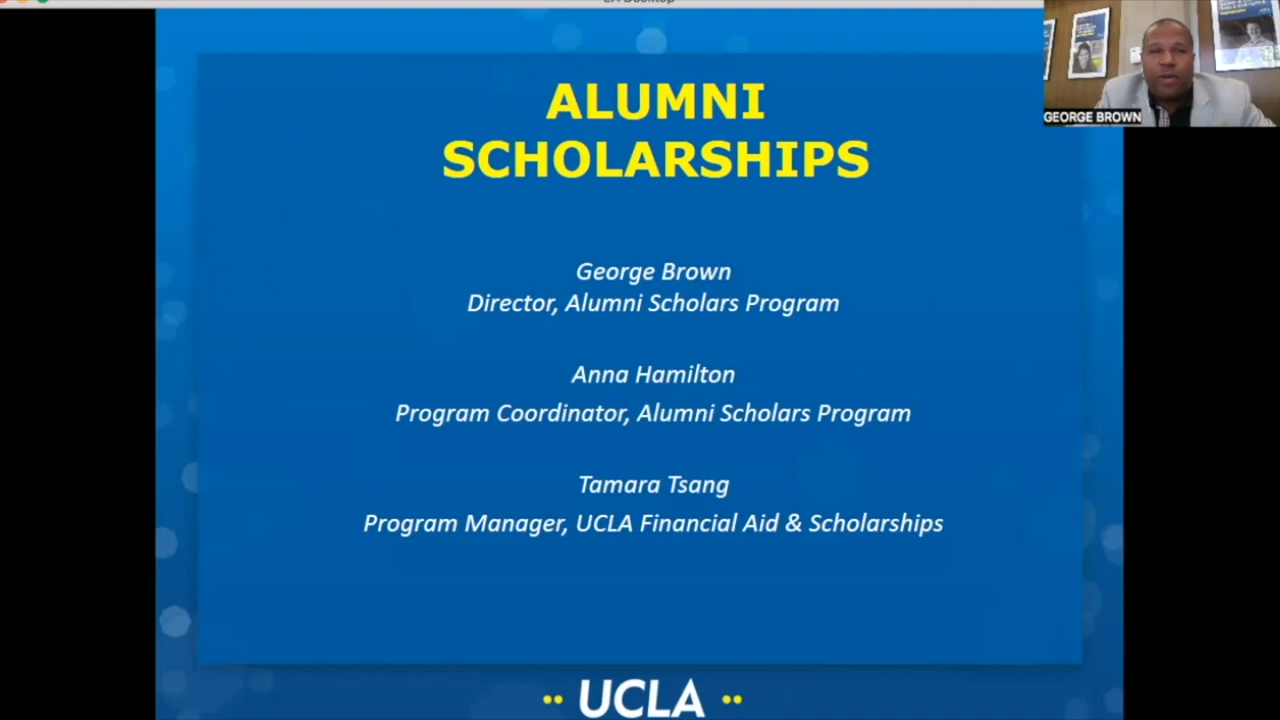 ALUMNI
SCHOLARSHIPS
GEORGE BROWN
George Brown
Director, Alumni Scholars Program
Anna Hamilton
Program Coordinator, Alumni Scholars Program
Tamara Tsang
Program Manager, UCLA Financial Aid & Scholarships
UCLA